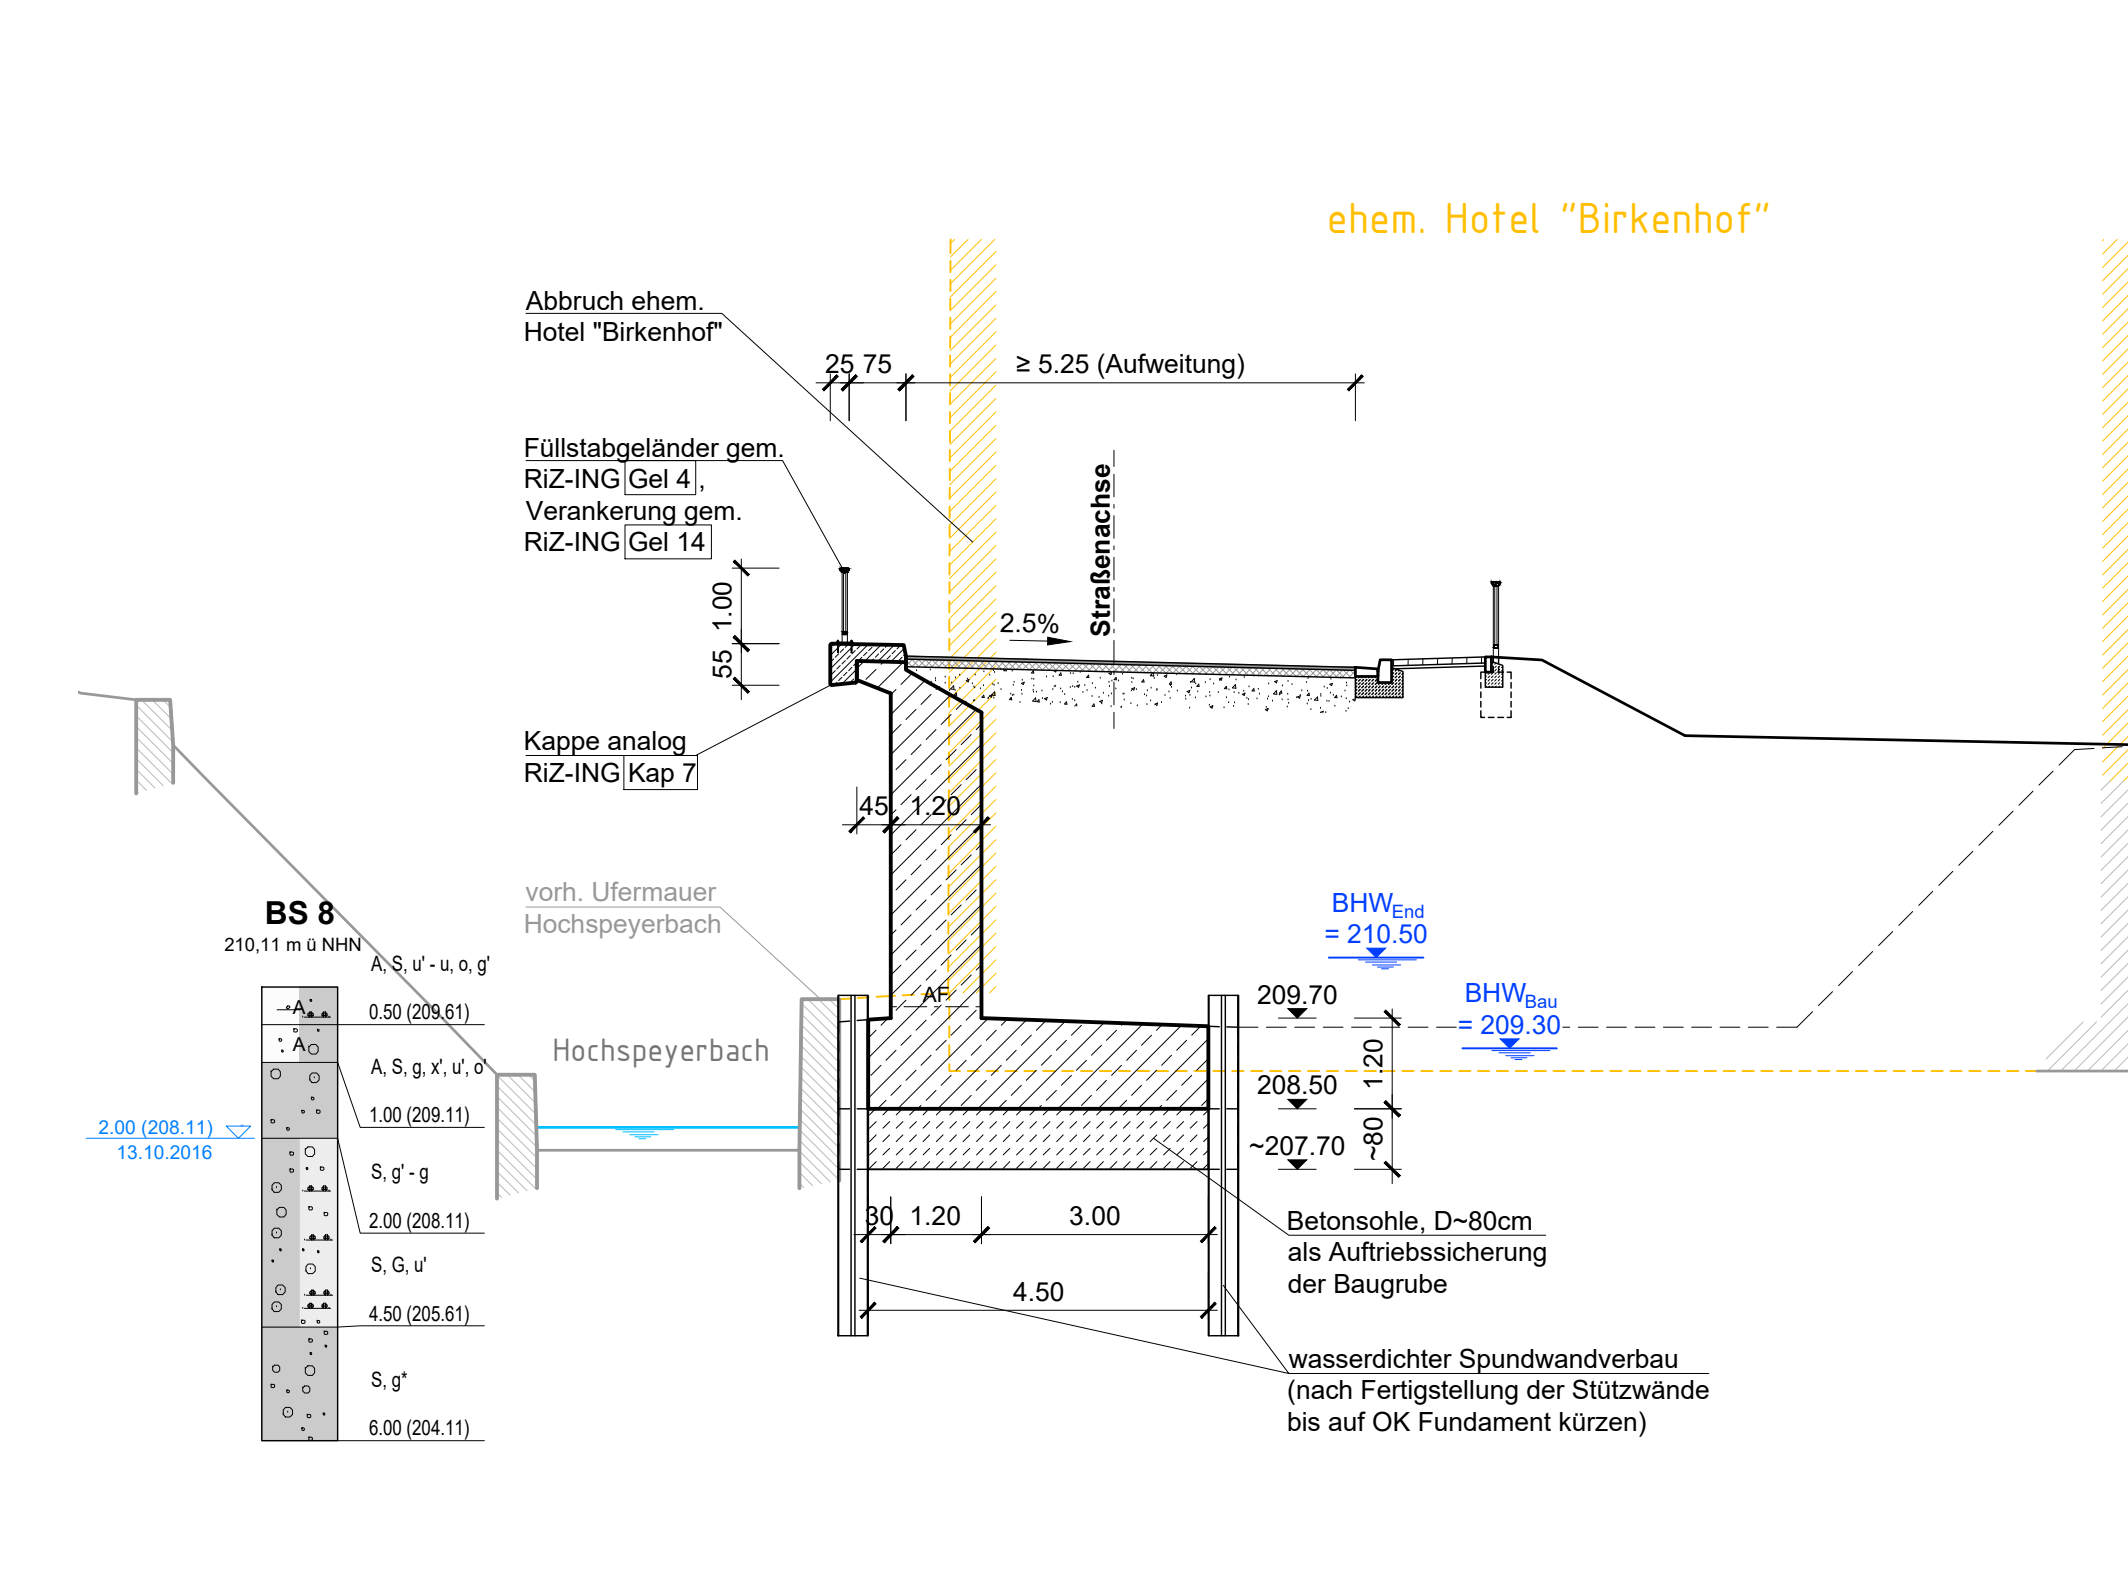 ehem. Hotel "Birkenhof"
Abbruch ehem.
Hotel "Birkenhof"
25 75 ≥ 5.25 (Aufweitung)
Füllstabgeländer gem.
RiZ-ING Gel 4 ,
Verankerung gem.
RiZ-ING Gel 14
Straßenachse
1.00
55
2.5%
Kappe analog
RiZ-ING Kap 7
45 1.20
vorh. Ufermauer
Hochspeyerbach
BHWEnd
= 210.50
BHWBau
= 209.30
AF
209.70
208.50
~207.70
1.20
~80
Hochspeyerbach
BS 8
210,11 m ü NHN
A, S, u' - u, o, g'
A
0.50 (209.61)
A
A, S, g, x', u', o'
1.00 (209.11)
2.00 (208.11)
13.10.2016
S, g' - g
2.00 (208.11)
S, G, u'
4.50 (205.61)
S, g*
6.00 (204.11)
30 1.20 3.00
4.50
Betonsohle, D~80cm
als Auftriebssicherung
der Baugrube
wasserdichter Spundwandverbau
(nach Fertigstellung der Stützwände
bis auf OK Fundament kürzen)